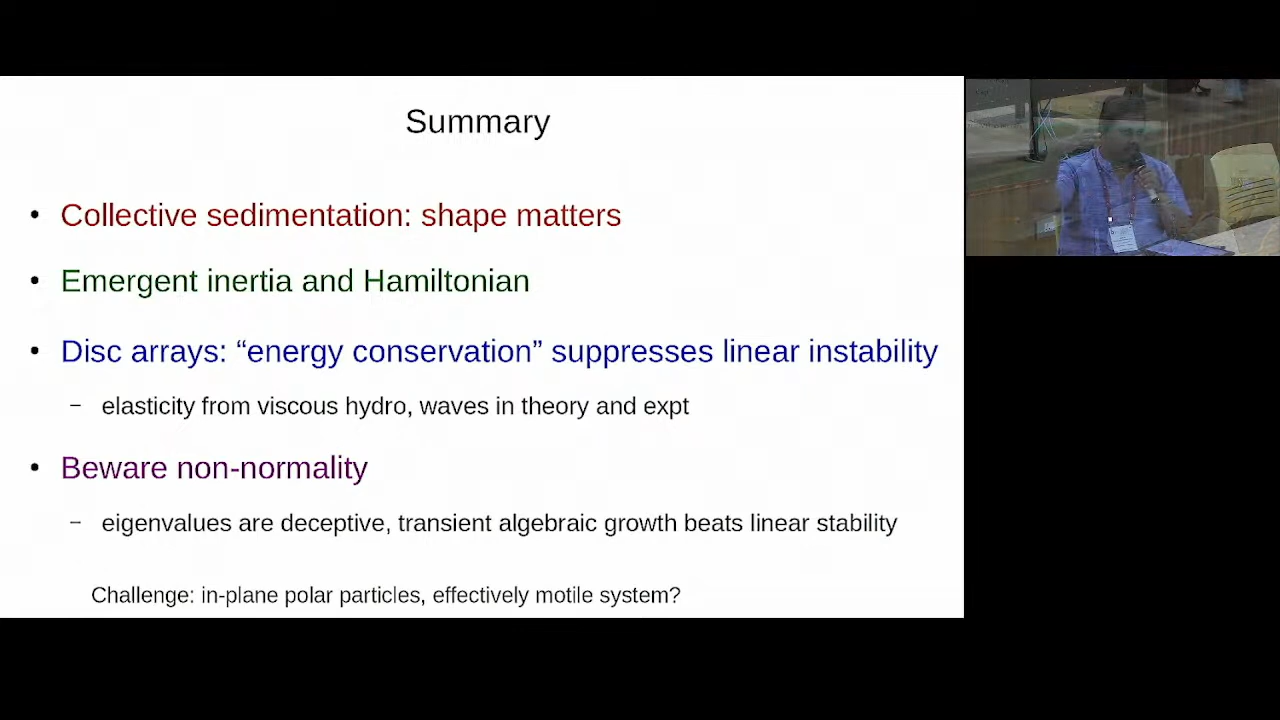 Summary
• Collective sedimentation: shape matters
• Emergent inertia and Hamiltonian
• Disc arrays: “energy conservation” suppresses linear instability
– elasticity from viscous hydro, waves in theory and expt
• Beware non-normality
– eigenvalues are deceptive, transient algebraic growth beats linear stability
Challenge: in-plane polar particles, effectively motile system?